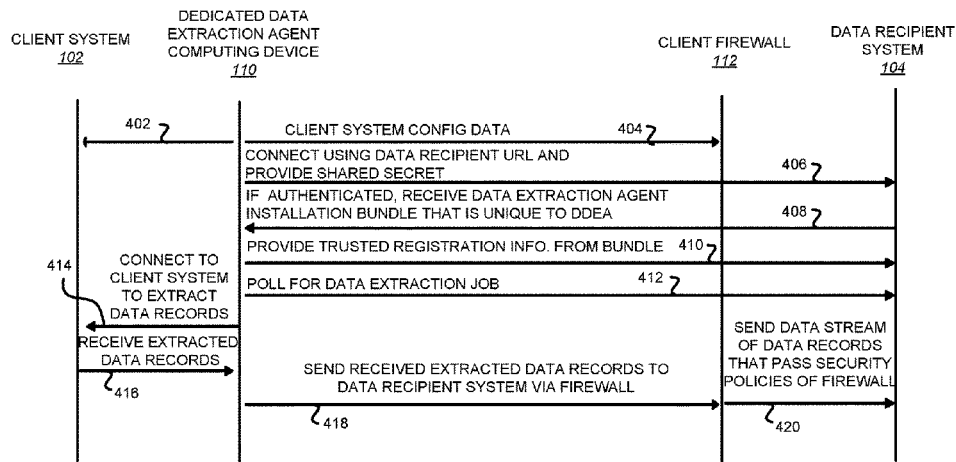 CLIENT SYSTEM
102
DEDICATED DATA
EXTRACTION AGENT
COMPUTING DEVICE
110
CLIENT FIREWALL
112
DATA RECIPIENT
SYSTEM
104
402
CLIENT SYSTEM CONFIG DATA
404
CONNECT USING DATA RECIPIENT URL AND
PROVIDE SHARED SECRET
406
IF AUTHENTICATED, RECEIVE DATA EXTRACTION AGENT
INSTALLATION BUNDLE THAT IS UNIQUE TO DDEA
408
PROVIDE TRUSTED REGISTRATION INFO. FROM BUNDLE
410
POLL FOR DATA EXTRACTION JOB
412
414
CONNECT TO
CLIENT SYSTEM
TO EXTRACT
DATA RECORDS
RECEIVE EXTRACTED
DATA RECORDS
416
SEND RECEIVED EXTRACTED DATA RECORDS TO
DATA RECIPIENT SYSTEM VIA FIREWALL
418
SEND DATA STREAM
OF DATA RECORDS
THAT PASS SECURITY
POLICIES OF FIREWALL
420